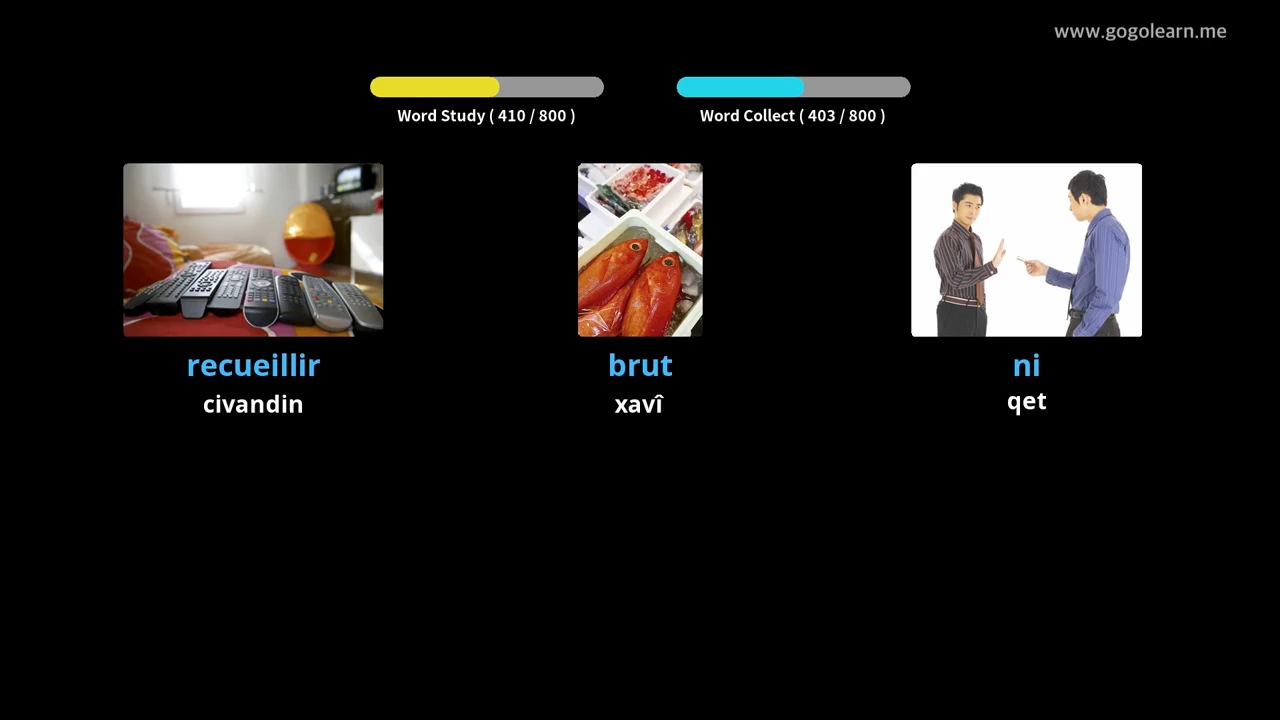 www.gogolearn.me
Word Study ( 410 / 800 )
Word Collect ( 403 / 800 )
recueillir
civandin
brut
xavî
ni
qet